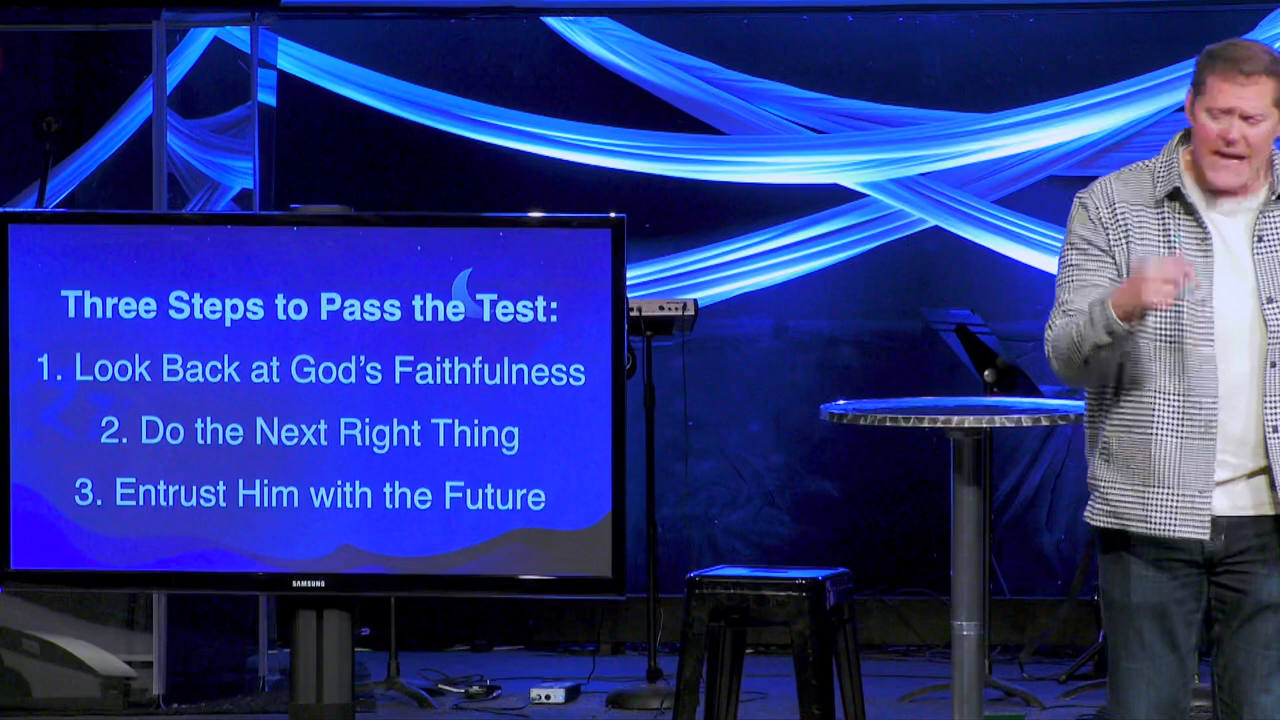 Three Steps to Pass the Test:
1. Look Back at God’s Faithfulness
2. Do the Next Right Thing
3. Entrust Him with the Future
SAMSUNG